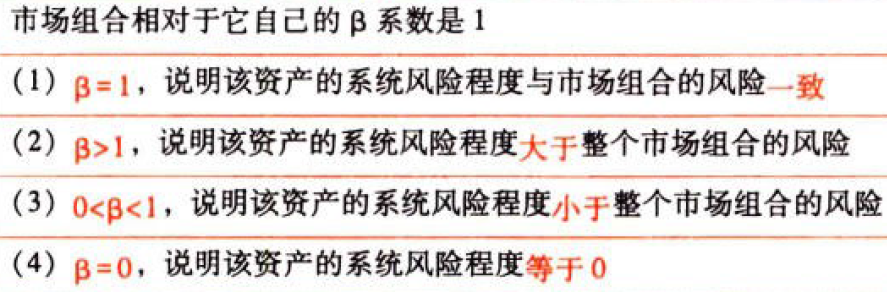 市场组合相对于它自己的 β 系数是 1
(1) β=1，说明该资产的系统风险程度与市场组合的风险一致
(2) β>1，说明该资产的系统风险程度大于整个市场组合的风险
(3) 0<β<1，说明该资产的系统风险程度小于整个市场组合的风险
(4) β=0，说明该资产的系统风险程度等于 0